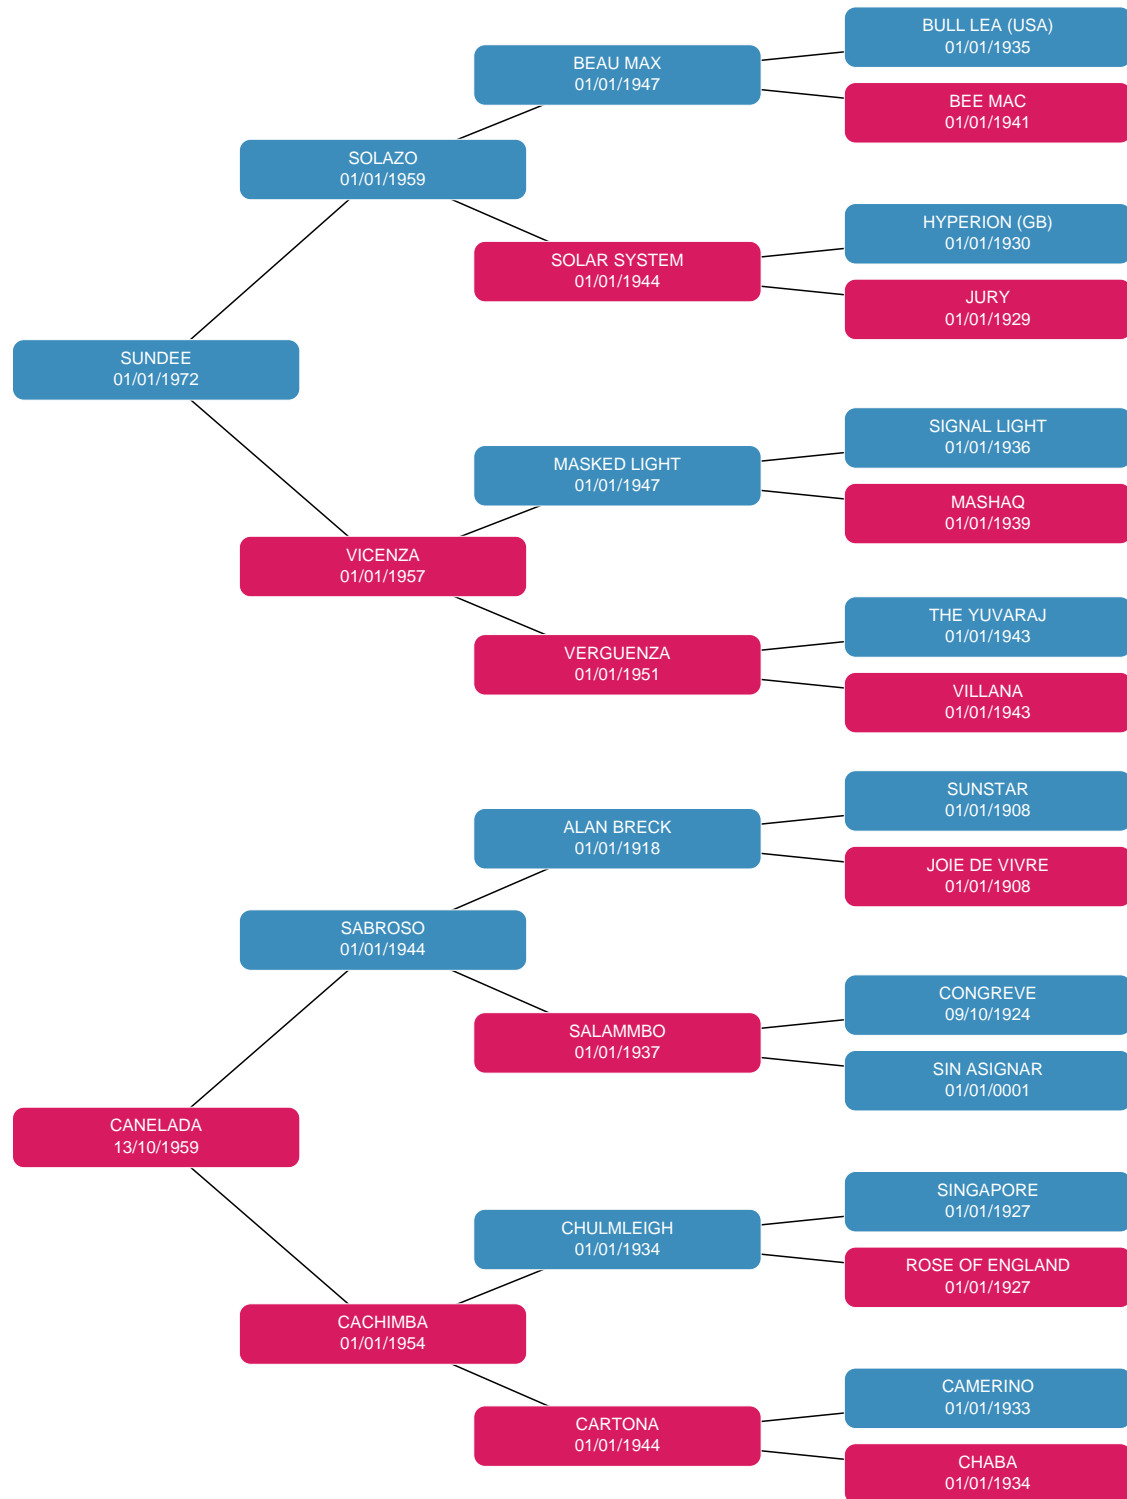 BULL LEA (USA)
01/01/1935
BEAU MAX
01/01/1947
BEE MAC
01/01/1941
SOLAZO
01/01/1959
HYPERION (GB)
01/01/1930
SOLAR SYSTEM
01/01/1944
JURY
01/01/1929
SUNDEE
01/01/1972
SIGNAL LIGHT
01/01/1936
MASKED LIGHT
01/01/1947
MASHAQ
01/01/1939
VICENZA
01/01/1957
THE YUVARAJ
01/01/1943
VERGUENZA
01/01/1951
VILLANA
01/01/1943
SUNSTAR
01/01/1908
ALAN BRECK
01/01/1918
JOIE DE VIVRE
01/01/1908
SABROSO
01/01/1944
CONGREVE
09/10/1924
SALAMMBO
01/01/1937
SIN ASIGNAR
01/01/0001
CANELADA
13/10/1959
SINGAPORE
01/01/1927
CHULMLEIGH
01/01/1934
ROSE OF ENGLAND
01/01/1927
CACHIMBA
01/01/1954
CAMERINO
01/01/1933
CARTONA
01/01/1944
CHABA
01/01/1934